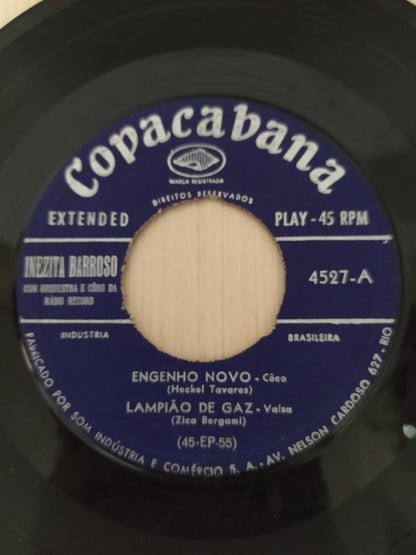 Copacabana
MARCA REGISTRADA
DIREITOS RESERVADOS
EXTENDED PLAY - 45 RPM
INEZITA BARROSO
COM ORQUESTRA E CÔRO DA
RÁDIO RECORD
4527-A
INDÚSTRIA BRASILEIRA
ENGENHO NOVO - Côco
(Heckel Tavares)
LAMPIÃO DE GAZ - Valsa
(Zica Bergami)
(45-EP-55)
FABRICADO POR SOM INDÚSTRIA E COMÉRCIO S. A. - AV. NELSON CARDOSO 627 - RIO